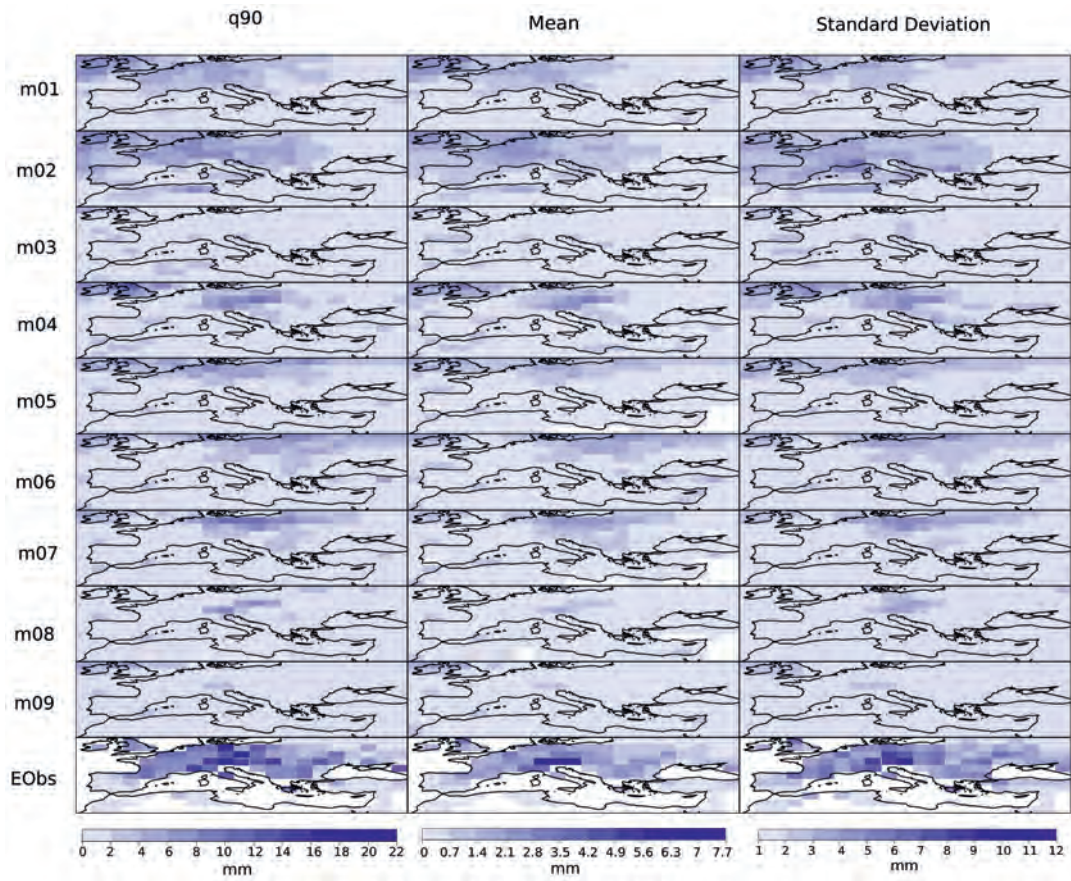 q90 Mean Standard Deviation
m01
m02
m03
m04
m05
m06
m07
m08
m09
EObs
0 2 4 6 8 10 12 14 16 18 20 22 0 0.7 1.4 2.1 2.8 3.5 4.2 4.9 5.6 6.3 7 7.7 1 2 3 4 5 6 7 8 9 10 11 12
mm mm mm